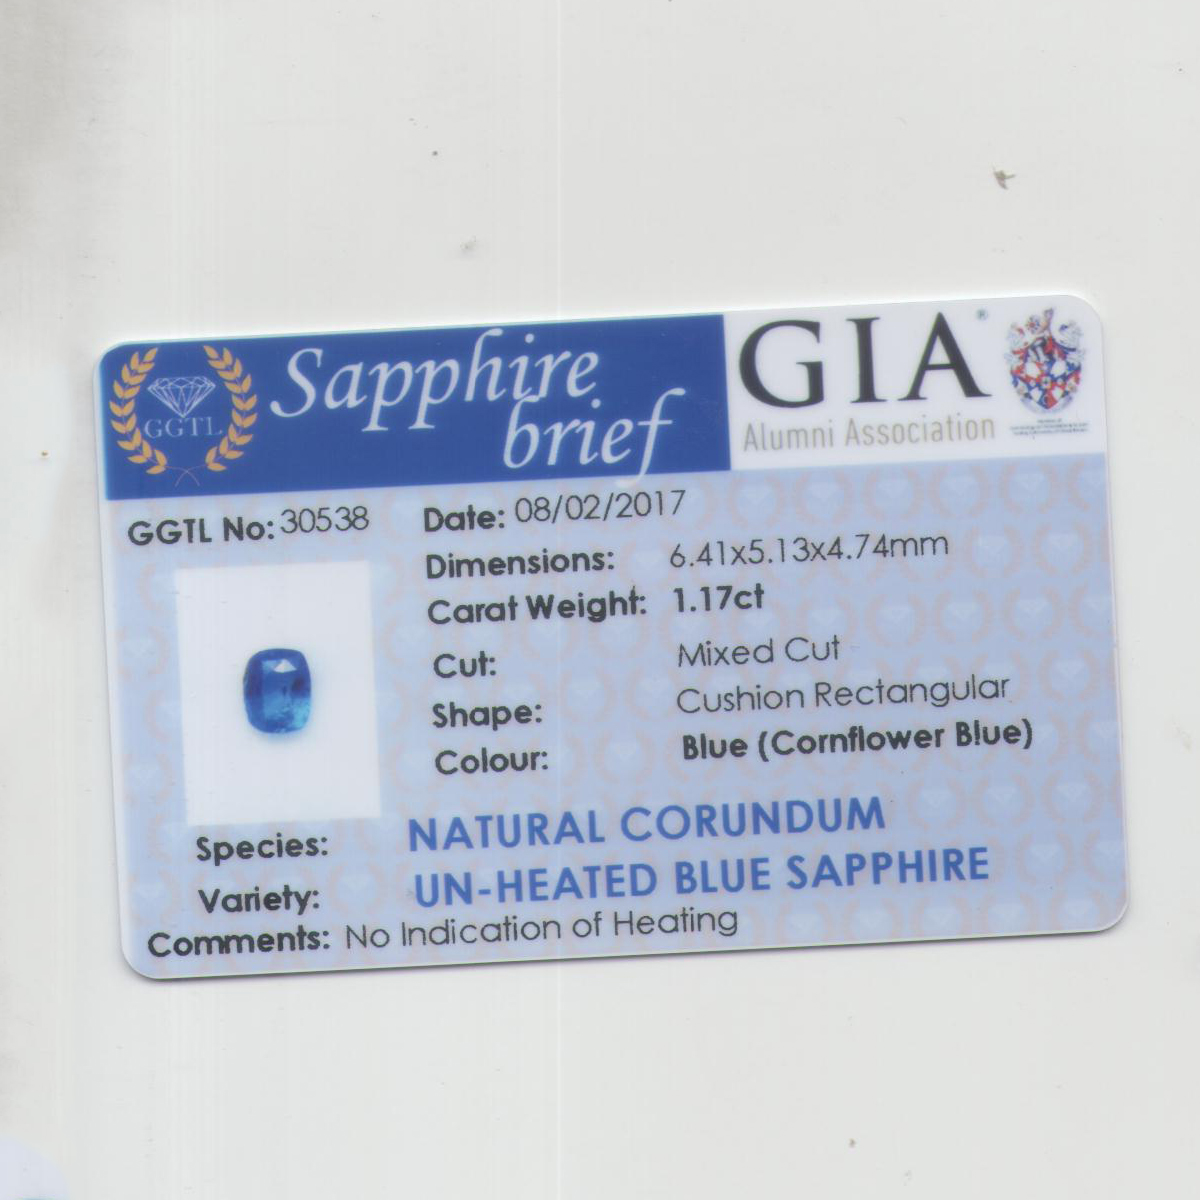 GGTL
Sapphire
brief
GIA®
Alumni Association
GGTL No: 30538
Date: 08/02/2017
Dimensions: 6.41x5.13x4.74mm
Carat Weight: 1.17ct
Cut: Mixed Cut
Shape: Cushion Rectangular
Colour: Blue (Cornflower Blue)
Species: NATURAL CORUNDUM
Variety: UN-HEATED BLUE SAPPHIRE
Comments: No Indication of Heating